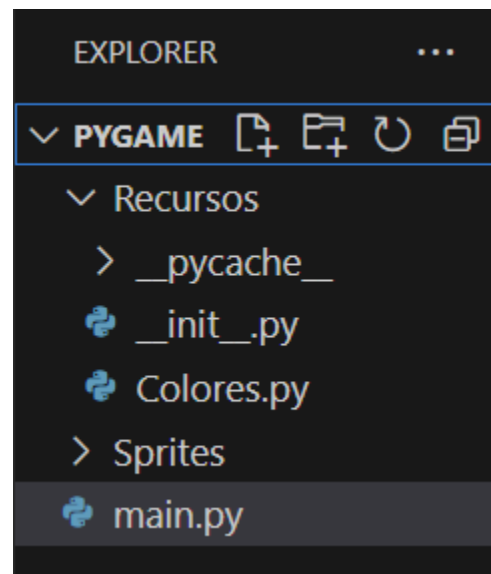 EXPLORER
PYGAME
Recursos
__pycache__
__init__.py
Colores.py
Sprites
main.py